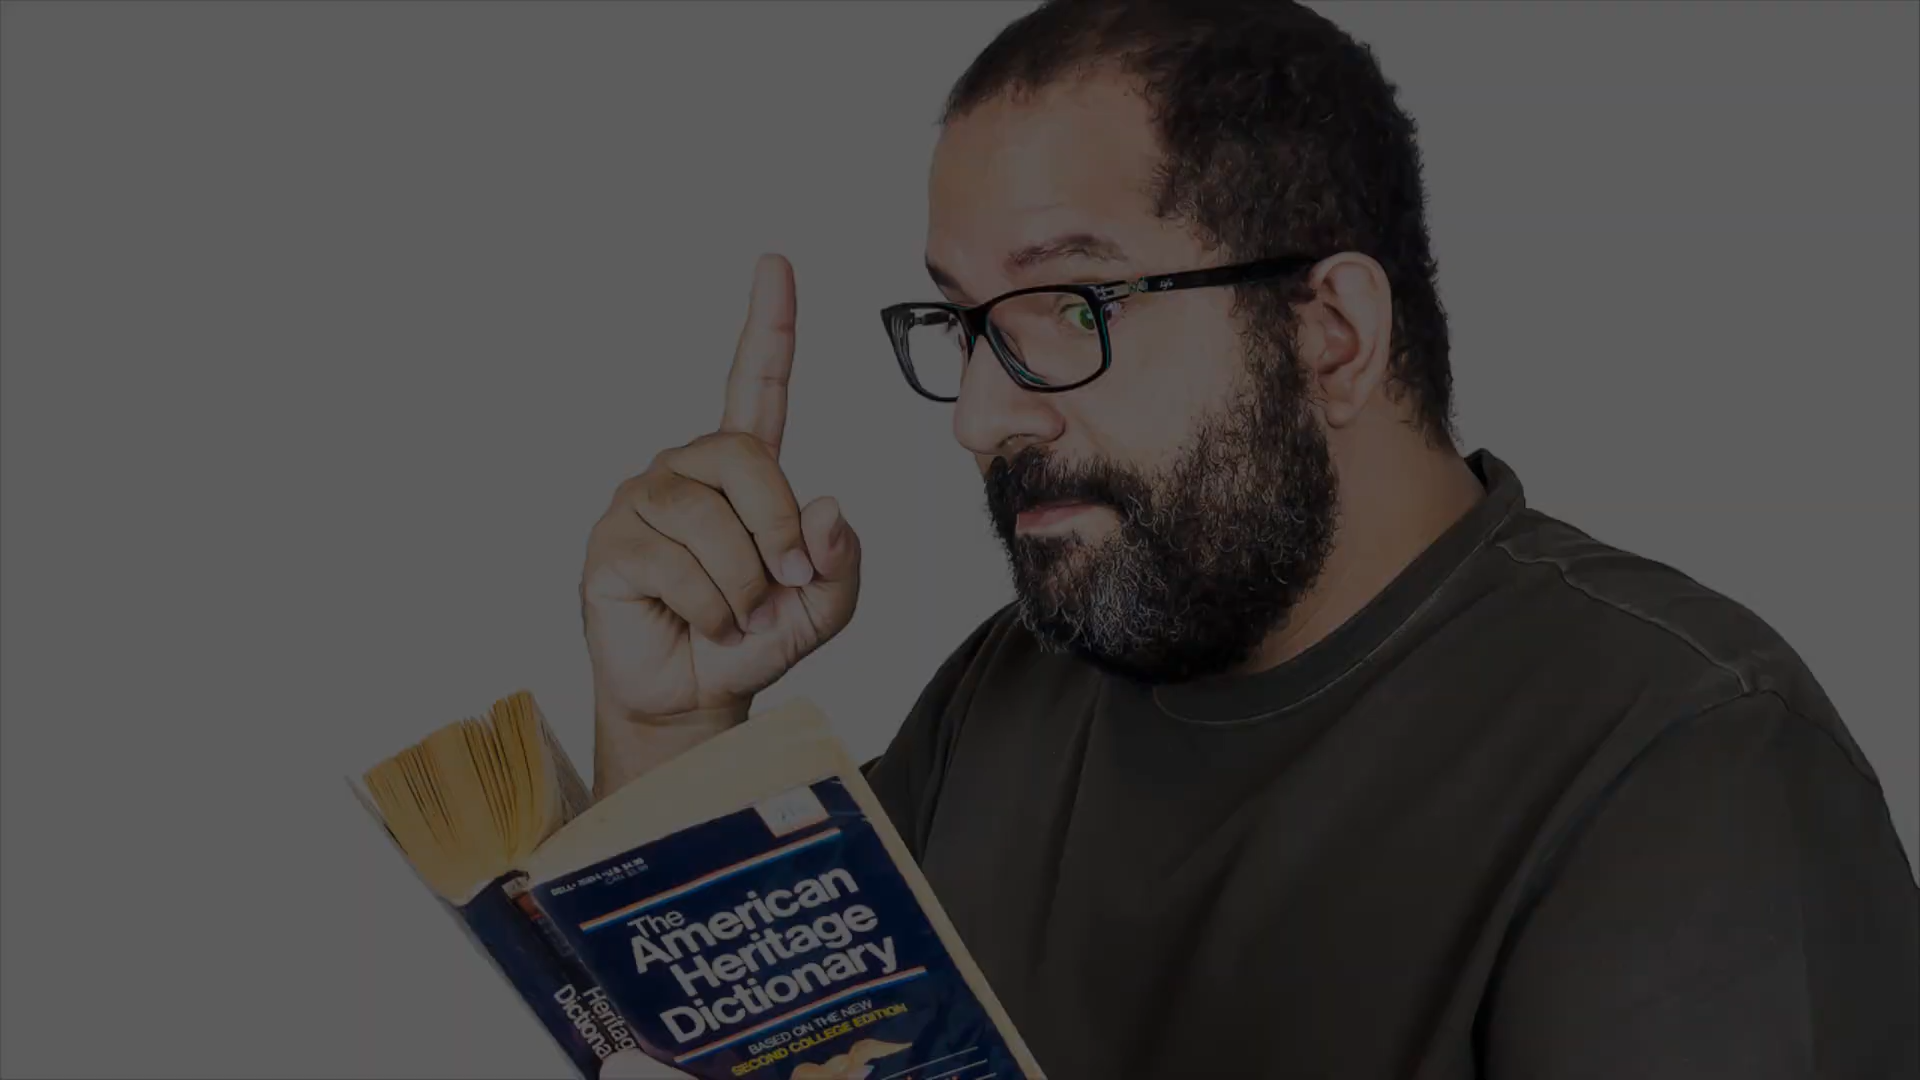 The
American
Heritage
Dictionary
BASED ON THE NEW
SECOND COLLEGE EDITION
Heritag
Dictiona